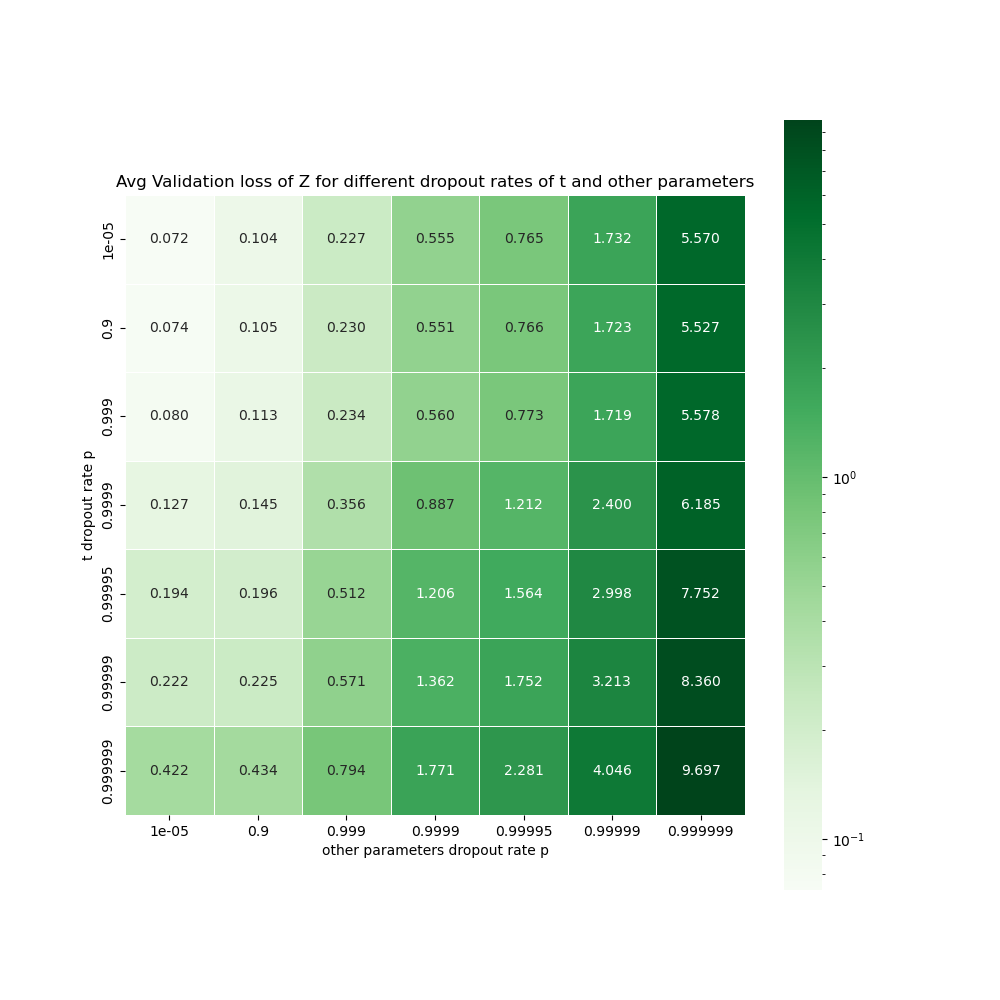 Avg Validation loss of Z for different dropout rates of t and other parameters
1e-05 0.072 0.104 0.227 0.555 0.765 1.732 5.570
0.9 0.074 0.105 0.230 0.551 0.766 1.723 5.527
0.999 0.080 0.113 0.234 0.560 0.773 1.719 5.578
0.9999 0.127 0.145 0.356 0.887 1.212 2.400 6.185
0.99995 0.194 0.196 0.512 1.206 1.564 2.998 7.752
0.99999 0.222 0.225 0.571 1.362 1.752 3.213 8.360
0.999999 0.422 0.434 0.794 1.771 2.281 4.046 9.697
t dropout rate p
1e-05 0.9 0.999 0.9999 0.99995 0.99999 0.999999
other parameters dropout rate p
10⁰
10⁻¹